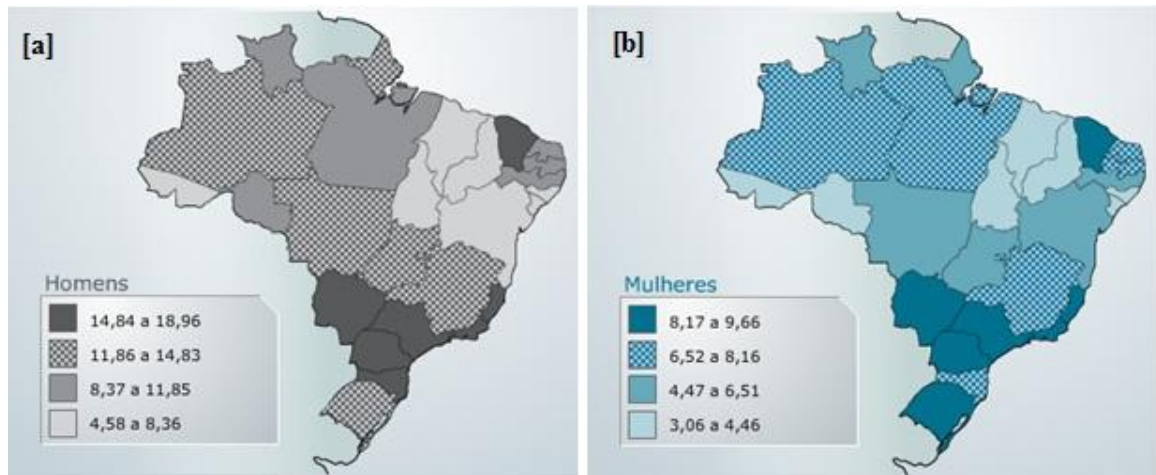 [a]
Homens
14,84 a 18,96
11,86 a 14,83
8,37 a 11,85
4,58 a 8,36
[b]
Mulheres
8,17 a 9,66
6,52 a 8,16
4,47 a 6,51
3,06 a 4,46